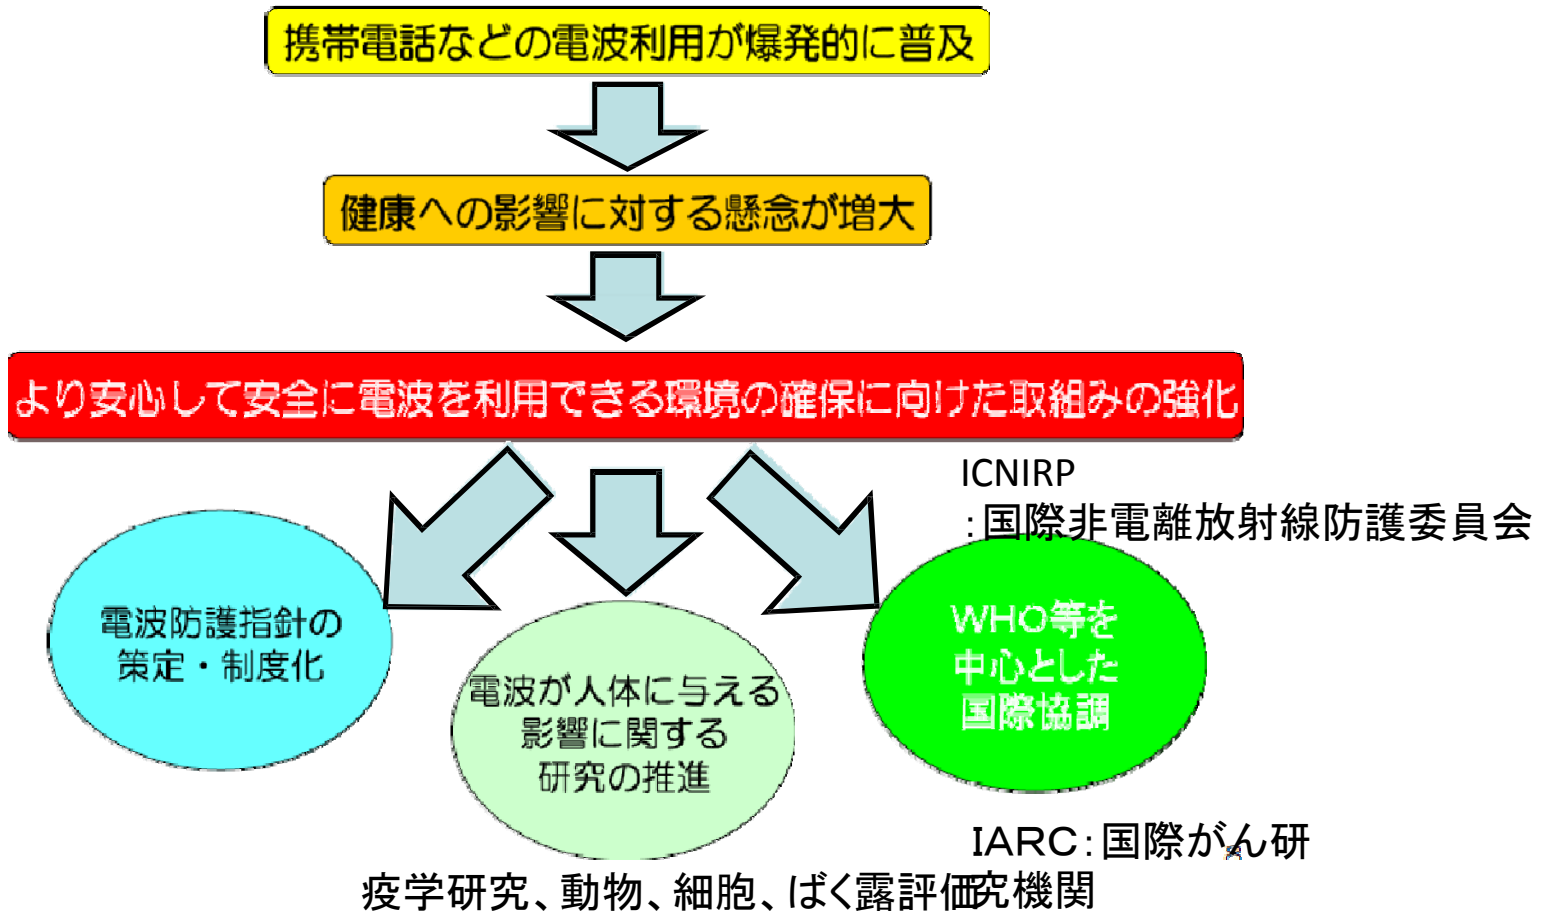 携帯電話などの電波利用が爆発的に普及
健康への影響に対する懸念が増大
より安心して安全に電波を利用できる環境の確保に向けた取組みの強化
ICNIRP
:国際非電離放射線防護委員会
電波防護指針の
策定・制度化
電波が人体に与える
影響に関する
研究の推進
WHO等を
中心とした
国際協調
IARC:国際がん研
究機関
疫学研究、動物、細胞、ばく露評価